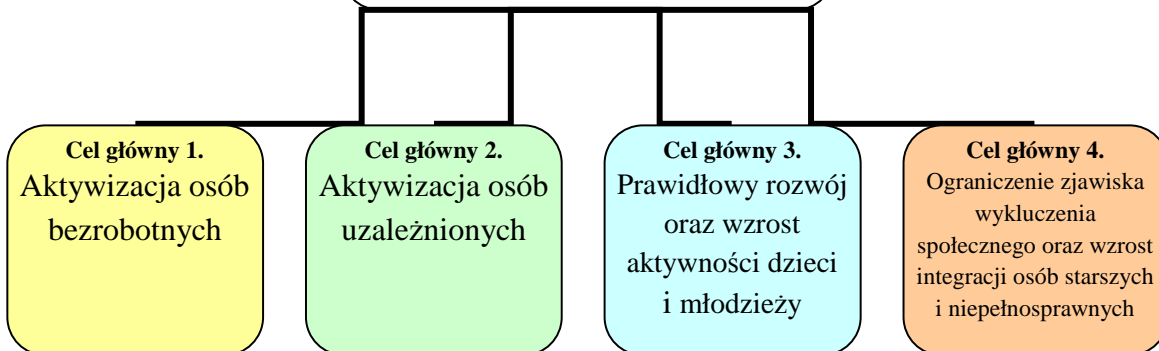 Cel główny 1.
Aktywizacja osób
bezrobotnych
Cel główny 2.
Aktywizacja osób
uzależnionych
Cel główny 3.
Prawidłowy rozwój
oraz wzrost
aktywności dzieci
i młodzieży
Cel główny 4.
Ograniczenie zjawiska
wykluczenia
społecznego oraz wzrost
integracji osób starszych
i niepełnosprawnych